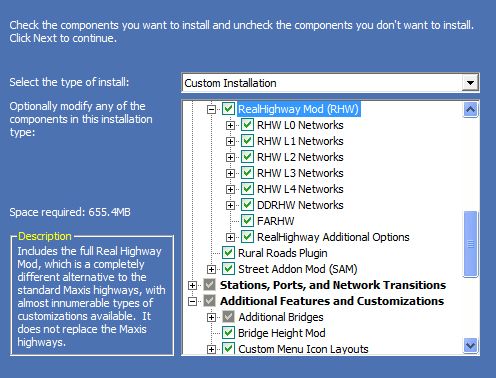 Check the components you want to install and uncheck the components you don't want to install.
Click Next to continue.
Select the type of install:
Custom Installation
Optionally modify any of the
components in this installation
type:
RealHighway Mod (RHW)
RHW L0 Networks
RHW L1 Networks
RHW L2 Networks
RHW L3 Networks
RHW L4 Networks
DDRHW Networks
FARHW
RealHighway Additional Options
Rural Roads Plugin
Street Addon Mod (SAM)
Stations, Ports, and Network Transitions
Additional Features and Customizations
Additional Bridges
Bridge Height Mod
Custom Menu Icon Layouts
Space required: 655.4MB
Description
Includes the full Real Highway
Mod, which is a completely
different alternative to the
standard Maxis highways, with
almost innumerable types of
customizations available. It
does not replace the Maxis
highways.